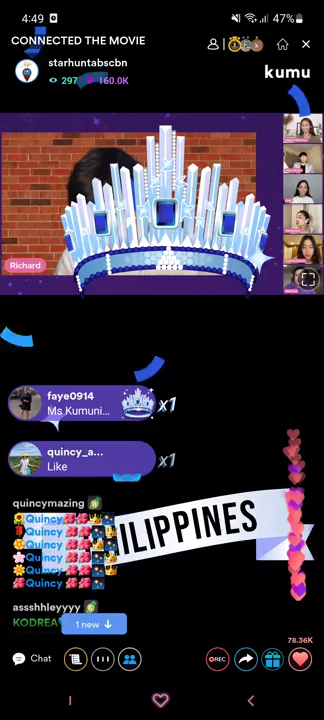 4:49
47%
CONNECTED THE MOVIE
starhuntabscbn
297
160.0K
kumu
Richard
faye0914
Ms Kumuni...
x1
quincy_a...
Like
x1
quincymazing
Quincy
Quincy
Quincy
Quincy
Quincy
Quincy
ILIPPINES
assshhleyyyy
KODREA
1 new
78.36K
Chat
REC